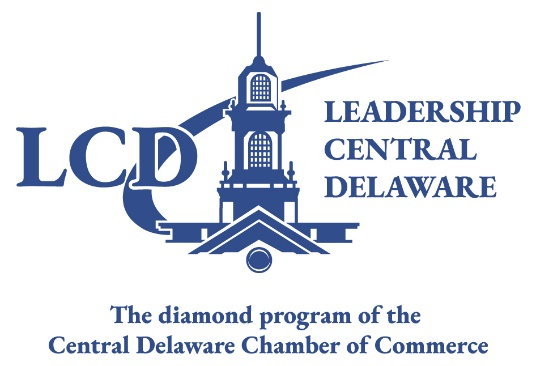 LCD
LEADERSHIP
CENTRAL
DELAWARE
The diamond program of the
Central Delaware Chamber of Commerce